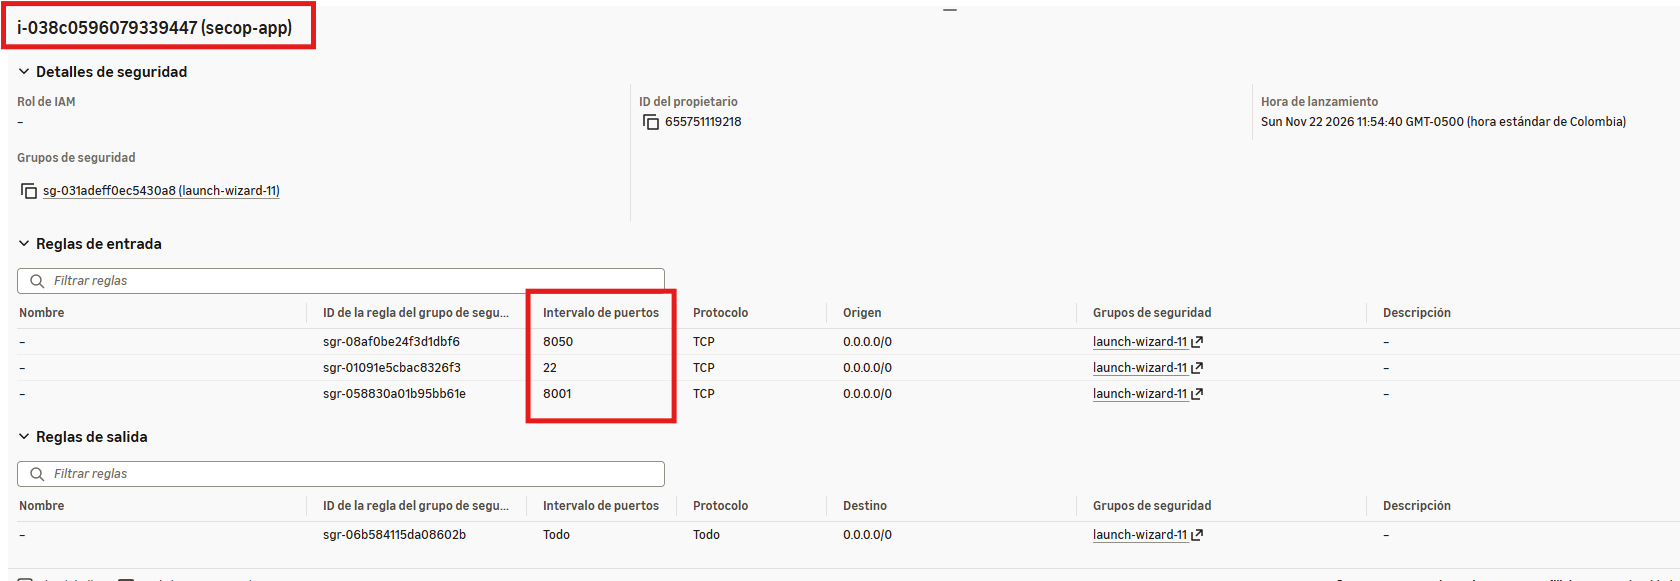 i-038c0596079339447 (secop-app)
Detalles de seguridad
Rol de IAM
–
ID del propietario
655751119218
Hora de lanzamiento
Sun Nov 22 2026 11:54:40 GMT-0500 (hora estándar de Colombia)
Grupos de seguridad
sg-031adeff0ec5430a8 (launch-wizard-11)
Reglas de entrada
Filtrar reglas
Nombre ID de la regla del grupo de segu... Intervalo de puertos Protocolo Origen Grupos de seguridad Descripción
– sgr-08af0be24f3d1dbf6 8050 TCP 0.0.0.0/0 launch-wizard-11 –
– sgr-01091e5cbac8326f3 22 TCP 0.0.0.0/0 launch-wizard-11 –
– sgr-058830a01b95bb61e 8001 TCP 0.0.0.0/0 launch-wizard-11 –
Reglas de salida
Filtrar reglas
Nombre ID de la regla del grupo de segu... Intervalo de puertos Protocolo Destino Grupos de seguridad Descripción
– sgr-06b584115da08602b Todo Todo 0.0.0.0/0 launch-wizard-11 –